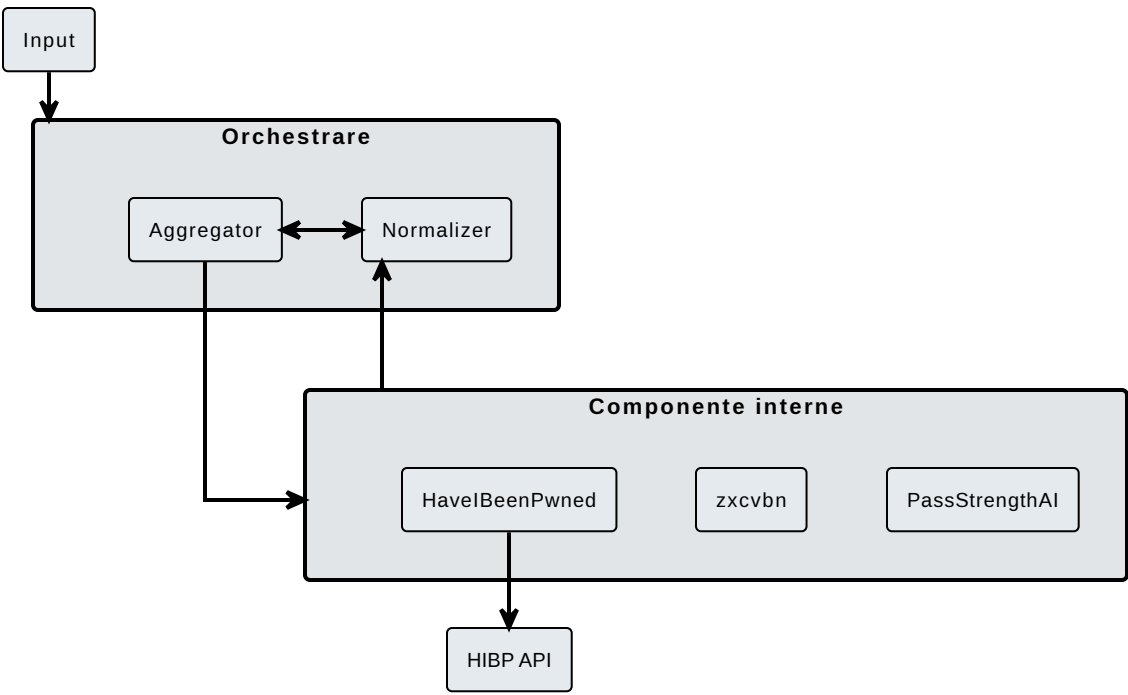 Input
Orchestrare
Aggregator
Normalizer
Componente interne
HaveIBeenPwned
zxcvbn
PassStrengthAI
HIBP API